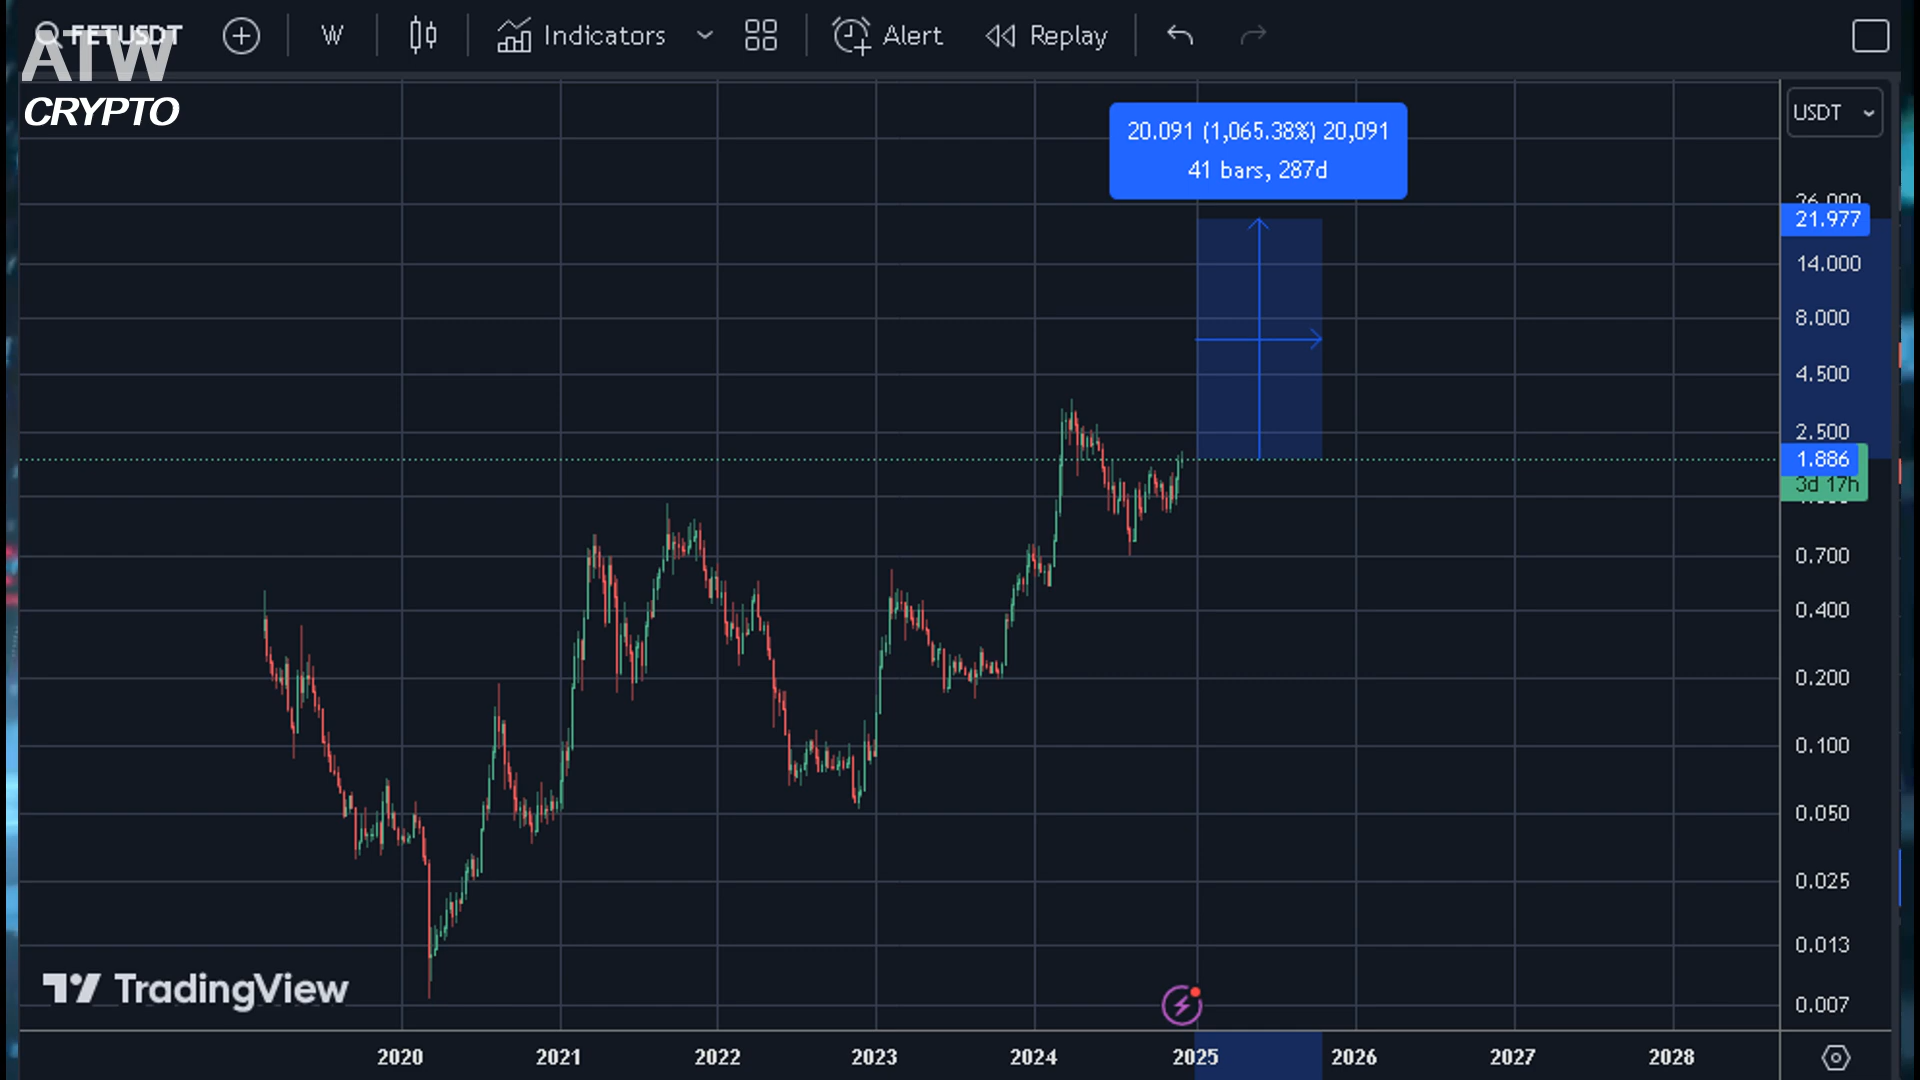 FETUSDT
W
Indicators
Alert
Replay
ATW
CRYPTO
USDT
20.091 (1,065.38%) 20,091
41 bars, 287d
26.000
21.977
14.000
8.000
4.500
2.500
1.886
3d 17h
0.700
0.400
0.200
0.100
0.050
0.025
0.013
0.007
TradingView
2020 2021 2022 2023 2024 2025 2026 2027 2028